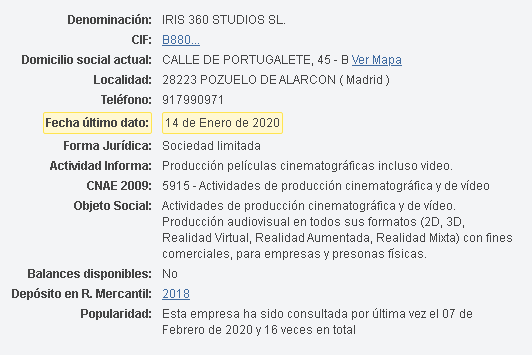 Denominación: IRIS 360 STUDIOS SL.
CIF: B880...
Domicilio social actual: CALLE DE PORTUGALETE, 45 - B Ver Mapa
Localidad: 28223 POZUELO DE ALARCON ( Madrid )
Teléfono: 917990971
Fecha último dato: 14 de Enero de 2020
Forma Jurídica: Sociedad limitada
Actividad Informa: Producción películas cinematográficas incluso video.
CNAE 2009: 5915 - Actividades de producción cinematográfica y de vídeo
Objeto Social: Actividades de producción cinematográfica y de vídeo.
Producción audiovisual en todos sus formatos (2D, 3D,
Realidad Virtual, Realidad Aumentada, Realidad Mixta) con fines
comerciales, para empresas y presonas físicas.
Balances disponibles: No
Depósito en R. Mercantil: 2018
Popularidad: Esta empresa ha sido consultada por última vez el 07 de
Febrero de 2020 y 16 veces en total